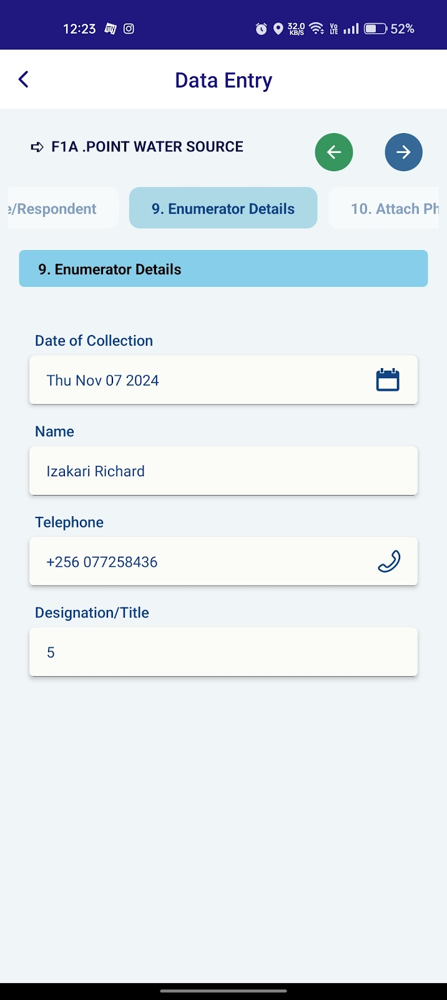 12:23 32.0 KB/S Vo LTE 52%
Data Entry
F1A .POINT WATER SOURCE
e/Respondent 9. Enumerator Details 10. Attach Ph
9. Enumerator Details
Date of Collection
Thu Nov 07 2024
Name
Izakari Richard
Telephone
+256 077258436
Designation/Title
5